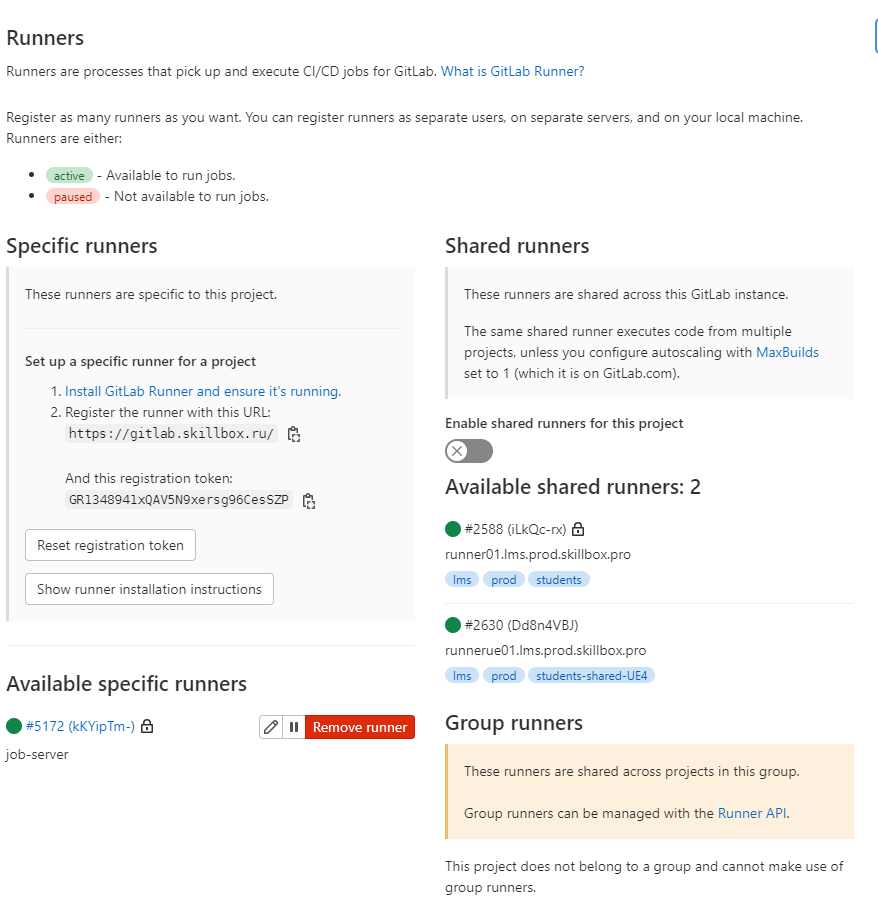 Runners
Runners are processes that pick up and execute CI/CD jobs for GitLab. What is GitLab Runner?
Register as many runners as you want. You can register runners as separate users, on separate servers, and on your local machine.
Runners are either:
active - Available to run jobs.
paused - Not available to run jobs.
Specific runners
These runners are specific to this project.
Set up a specific runner for a project
1. Install GitLab Runner and ensure it's running.
2. Register the runner with this URL:
https://gitlab.skillbox.ru/
And this registration token:
GR1348941xQAV5N9xersg96CesSZP
Reset registration token
Show runner installation instructions
Available specific runners
#5172 (kKYipTm-)
Remove runner
job-server
Shared runners
These runners are shared across this GitLab instance.
The same shared runner executes code from multiple
projects, unless you configure autoscaling with MaxBuilds
set to 1 (which it is on GitLab.com).
Enable shared runners for this project
Available shared runners: 2
#2588 (iLkQc-rx)
runner01.lms.prod.skillbox.pro
lms prod students
#2630 (Dd8n4VBJ)
runnerue01.lms.prod.skillbox.pro
lms prod students-shared-UE4
Group runners
These runners are shared across projects in this group.
Group runners can be managed with the Runner API.
This project does not belong to a group and cannot make use of
group runners.